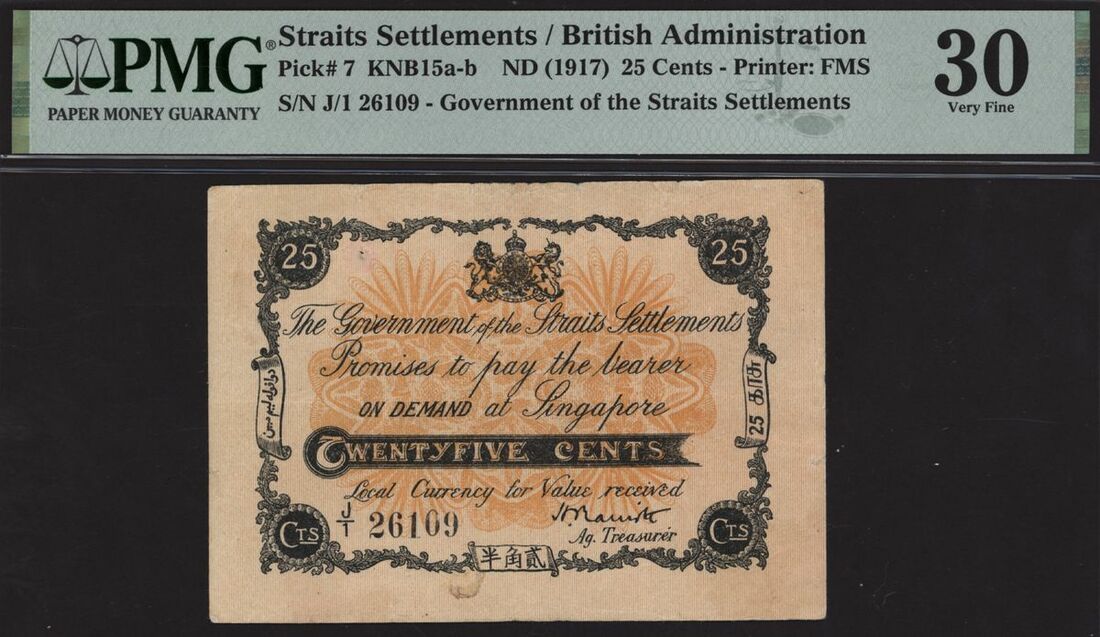 PMG®
PAPER MONEY GUARANTY
Straits Settlements / British Administration
Pick# 7 KNB15a-b ND (1917) 25 Cents - Printer: FMS
S/N J/1 26109 - Government of the Straits Settlements
30
Very Fine
25
25
The Government of the Straits Settlements
Promises to pay the bearer
ON DEMAND at Singapore
25 காசு
TWENTYFIVE CENTS
Local Currency for Value received
J/1 26109
Ag. Treasurer
CTS
CTS
半角貳